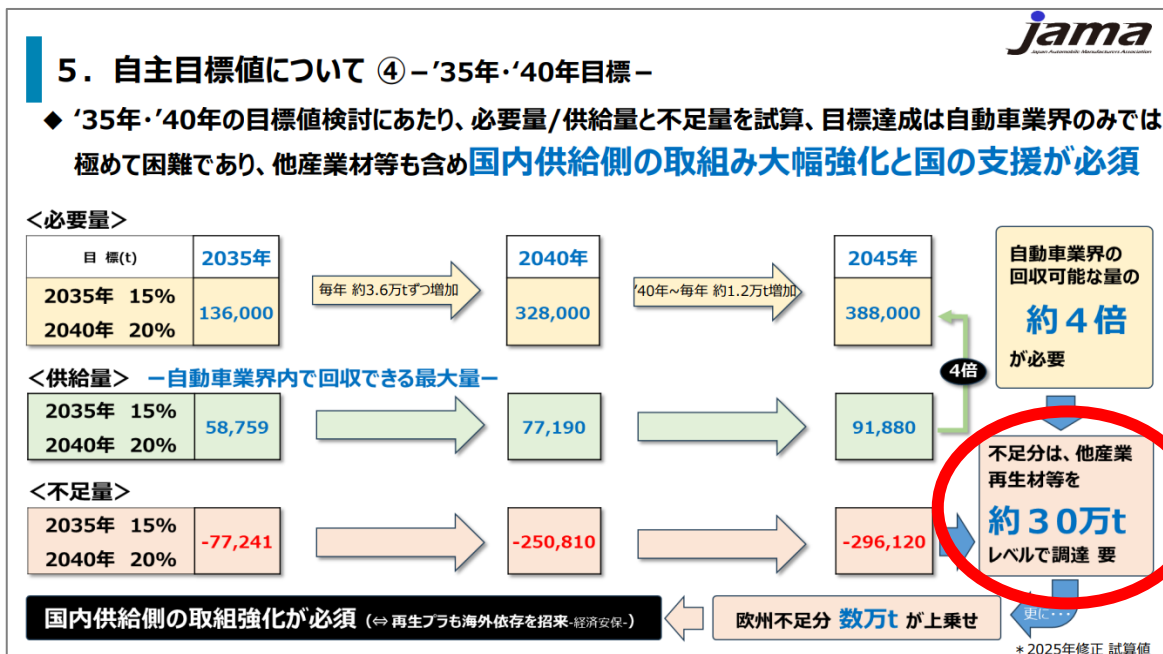 jama
Japan Automobile Manufacturers Association
5．自主目標値について ④－'35年・‘40年目標－
◆ ‘35年・’40年の目標値検討にあたり、必要量/供給量と不足量を試算、目標達成は自動車業界のみでは
極めて困難であり、他産業材等も含め国内供給側の取組み大幅強化と国の支援が必須
＜必要量＞
目 標(t) 2035年 2040年 2045年
2035年 15%
2040年 20%
136,000
毎年 約3.6万tずつ増加
328,000
’40年~毎年 約1.2万t増加
388,000
自動車業界の
回収可能な量の
約４倍
が必要
＜供給量＞ －自動車業界内で回収できる最大量－
4倍
2035年 15%
2040年 20%
58,759 77,190 91,880
＜不足量＞
2035年 15%
2040年 20%
-77,241 -250,810 -296,120
不足分は、他産業
再生材等を
約３０万t
レベルで調達 要
更に・・・
欧州不足分 数万t が上乗せ
国内供給側の取組強化が必須（⇔ 再生プラも海外依存を招来-経済安保-）
＊2025年修正 試算値